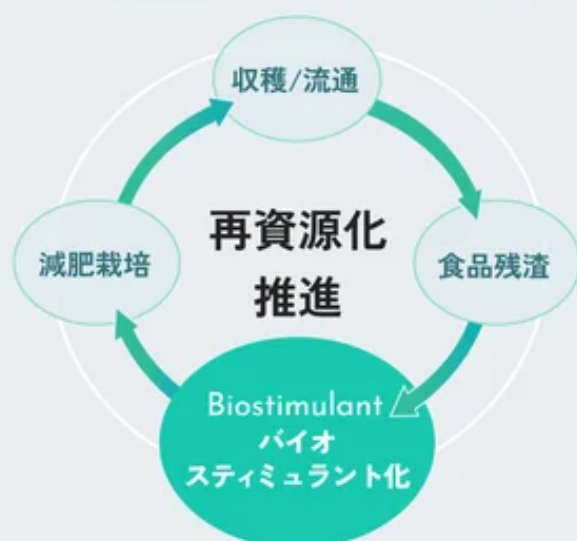 収穫/流通
減肥栽培
再資源化
推進
食品残渣
Biostimulant
バイオ
スティミュラント化